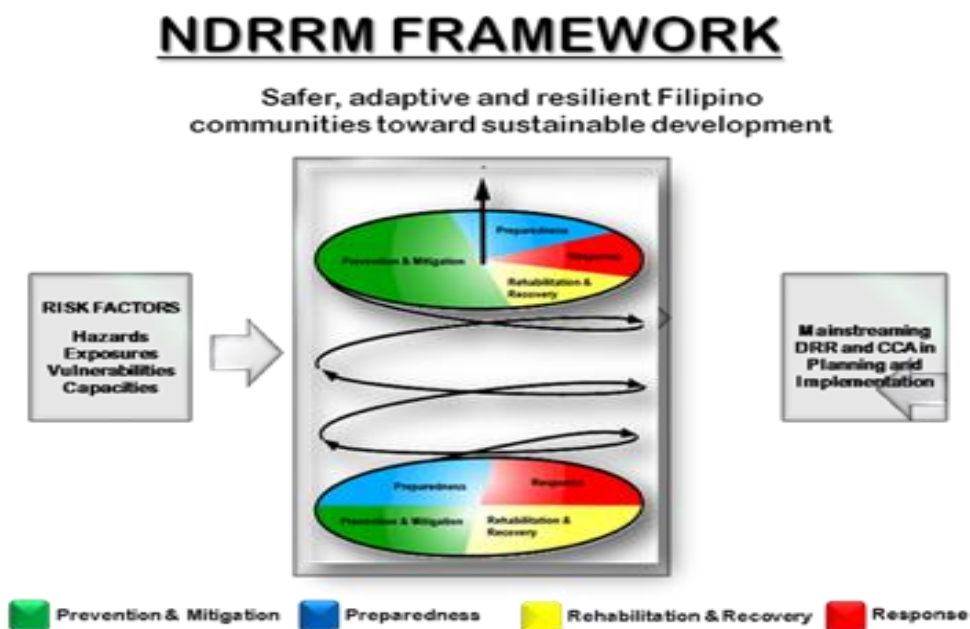 NDRRM FRAMEWORK
Safer, adaptive and resilient Filipino
communities toward sustainable development
Preparedness
Prevention & Mitigation
Response
Rehabilitation &
Recovery
RISK FACTORS
Hazards
Exposures
Vulnerabilities
Capacities
Mainstreaming
DRR and CCA in
Planning and
Implementation
Preparedness
Response
Prevention & Mitigation
Rehabilitation &
Recovery
Prevention & Mitigation
Preparedness
Rehabilitation & Recovery
Response